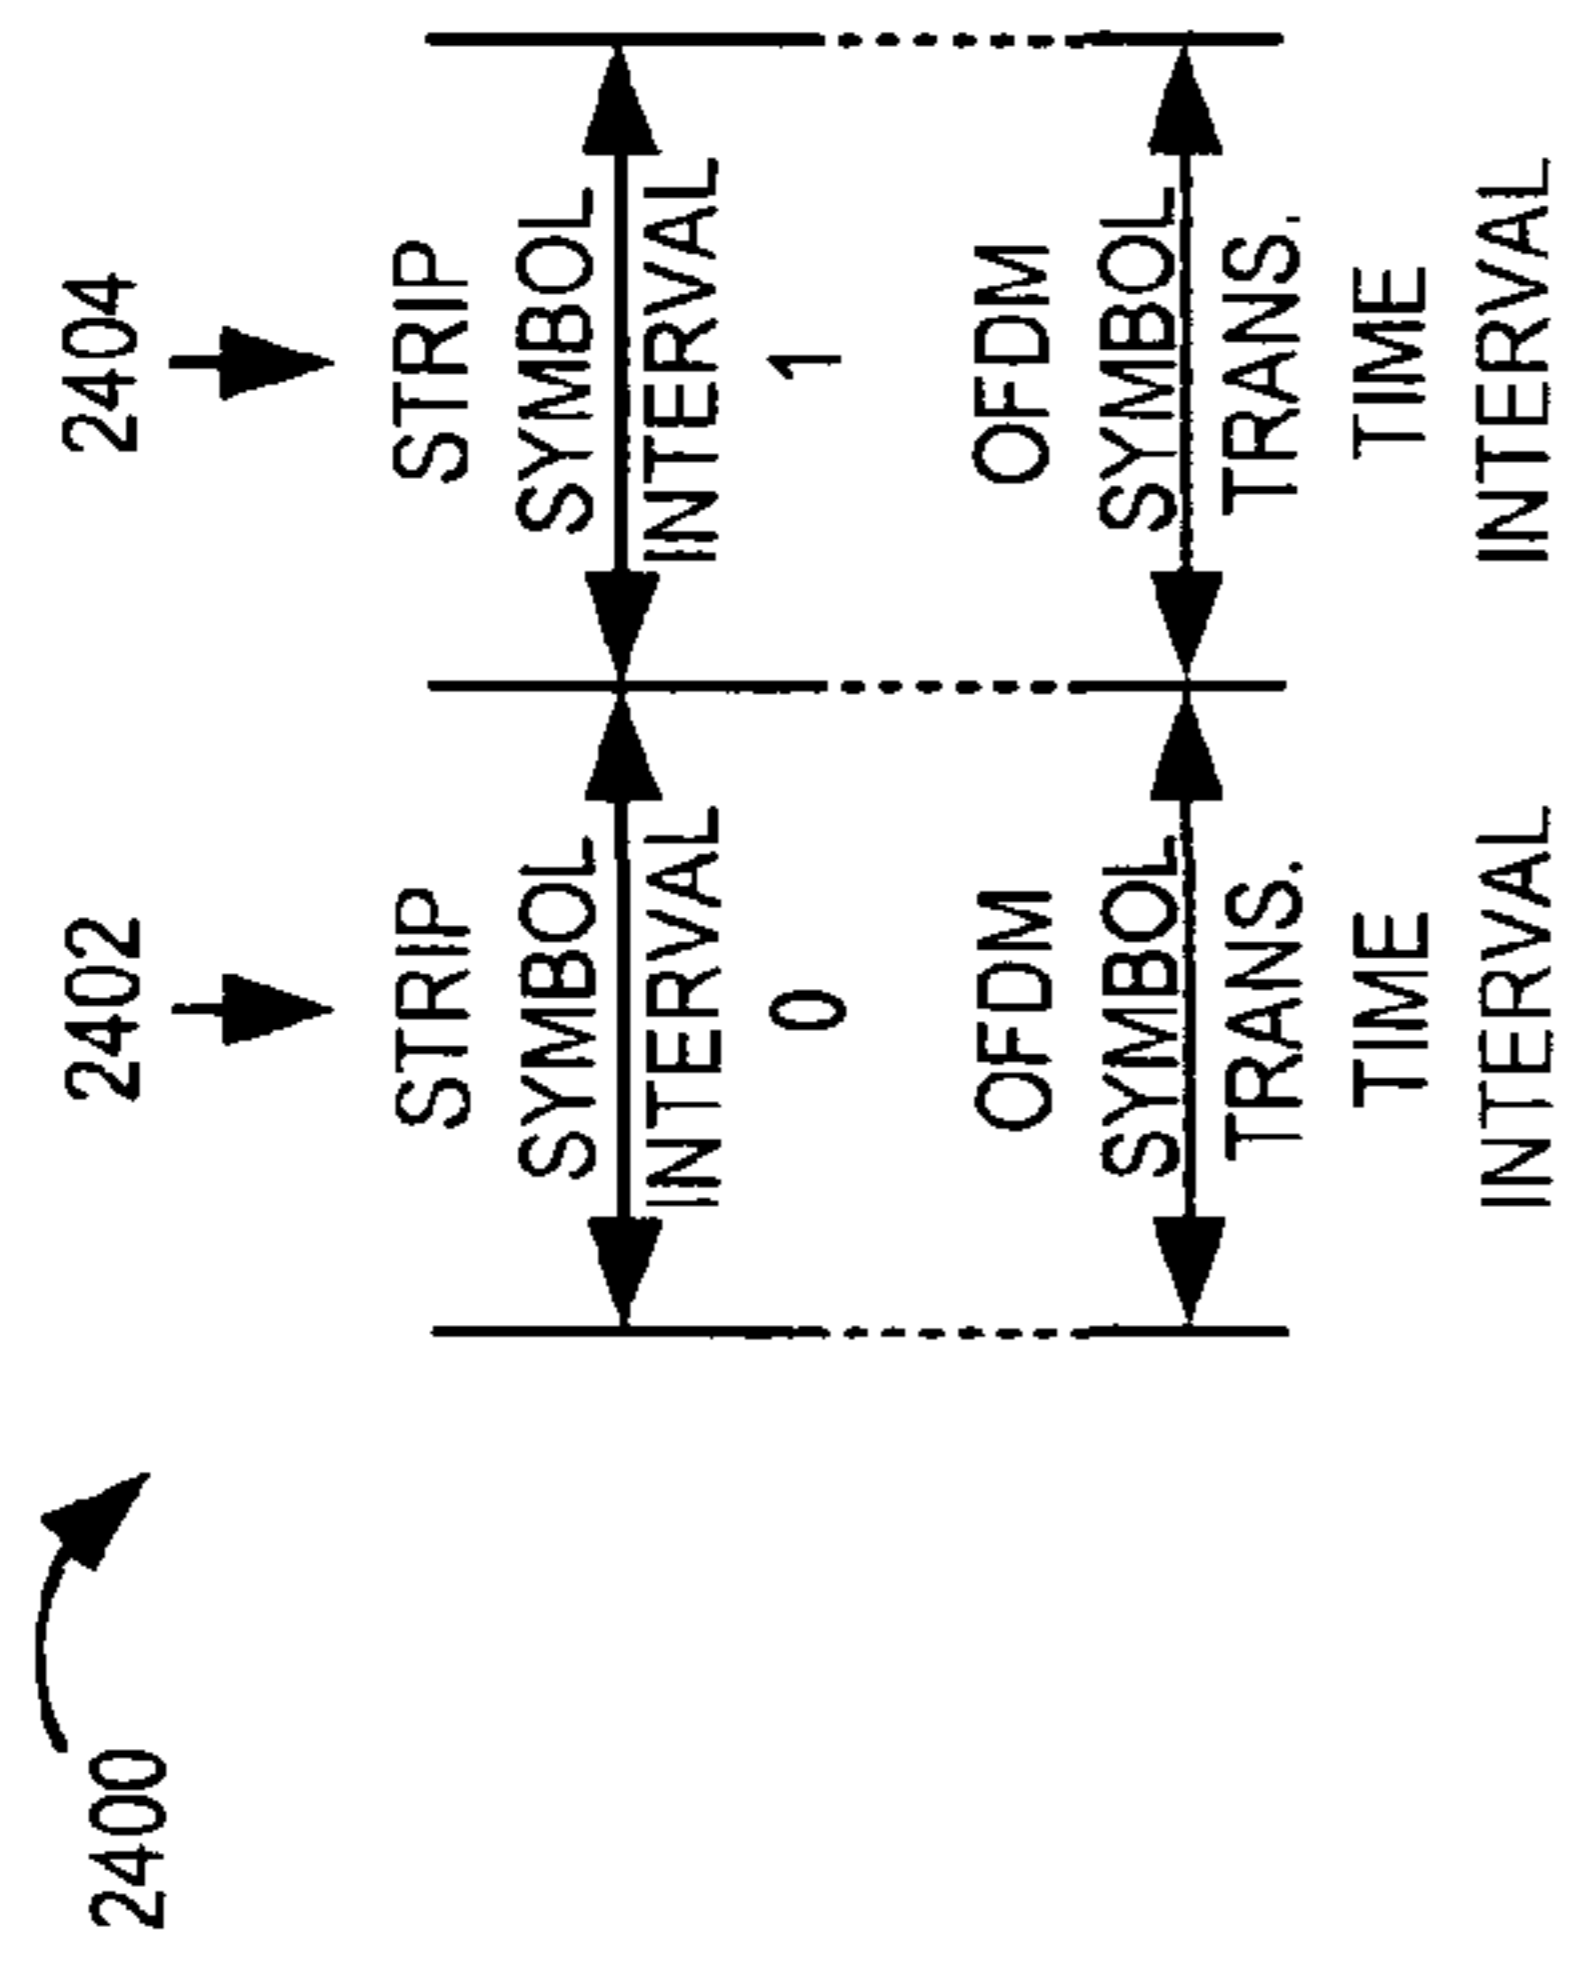 2400
2402
2404
STRIP
SYMBOL
INTERVAL
0
STRIP
SYMBOL
INTERVAL
1
OFDM
SYMBOL
TRANS.
TIME
INTERVAL
OFDM
SYMBOL
TRANS.
TIME
INTERVAL